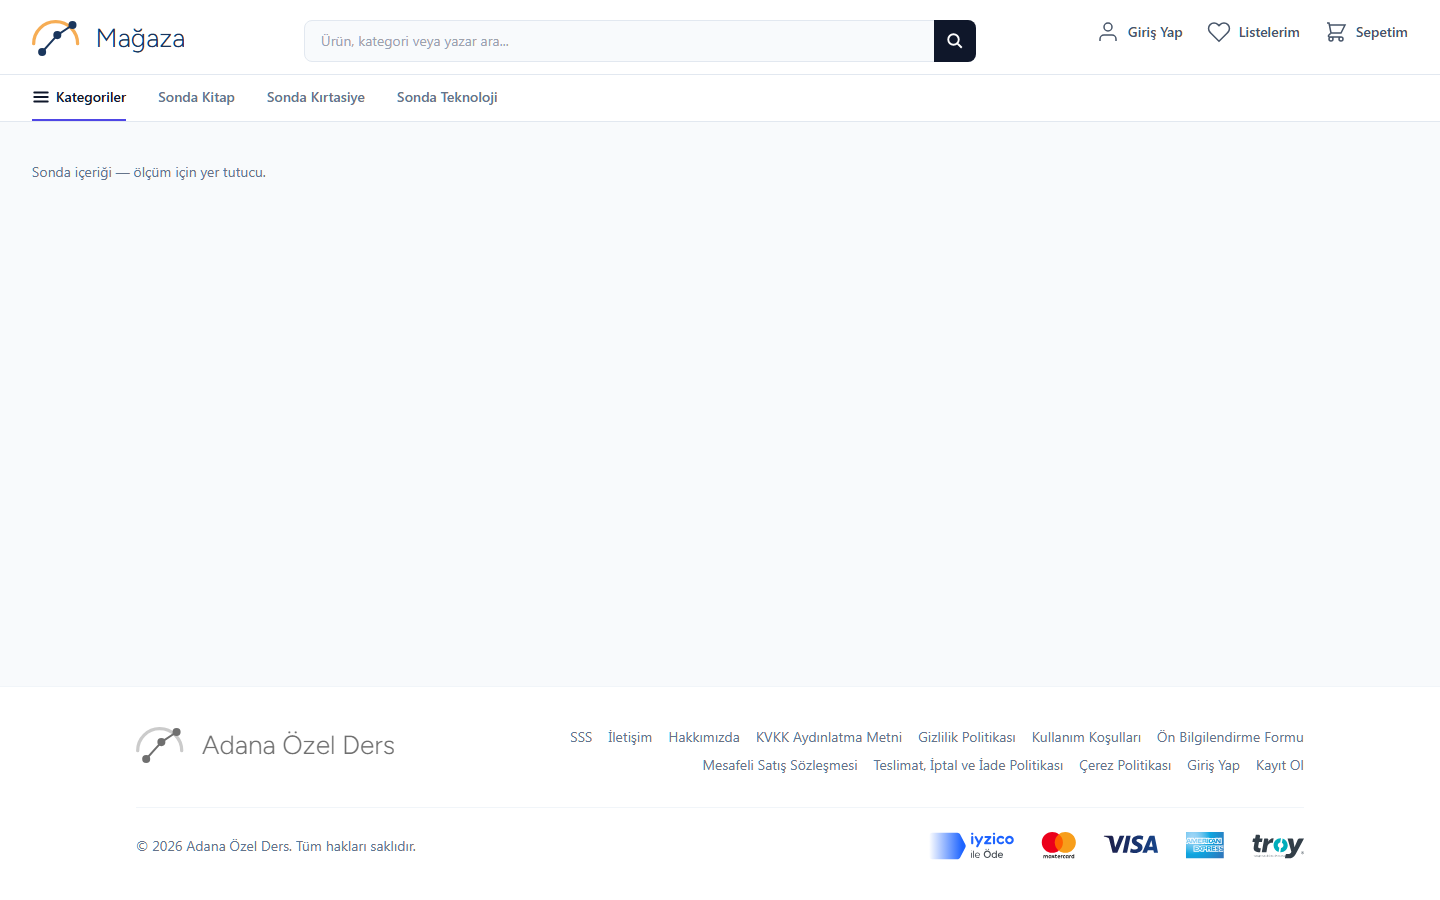 Mağaza
Ürün, kategori veya yazar ara...
Giriş Yap
Listelerim
Sepetim
Kategoriler
Sonda Kitap
Sonda Kırtasiye
Sonda Teknoloji
Sonda içeriği — ölçüm için yer tutucu.
Adana Özel Ders
SSS İletişim Hakkımızda KVKK Aydınlatma Metni Gizlilik Politikası Kullanım Koşulları Ön Bilgilendirme Formu
Mesafeli Satış Sözleşmesi Teslimat, İptal ve İade Politikası Çerez Politikası Giriş Yap Kayıt Ol
© 2026 Adana Özel Ders. Tüm hakları saklıdır.
iyzico
ile Öde
mastercard
VISA
AMERICAN
EXPRESS
troy